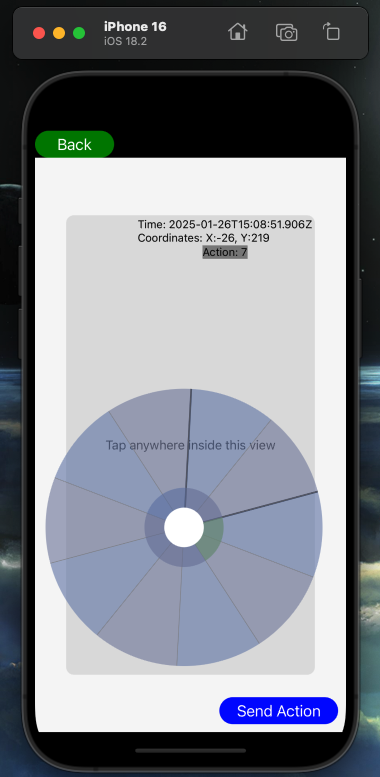 iPhone 16
iOS 18.2
Back
Time: 2025-01-26T15:08:51.906Z
Coordinates: X:-26, Y:219
Action: 7
Tap anywhere inside this view
Send Action